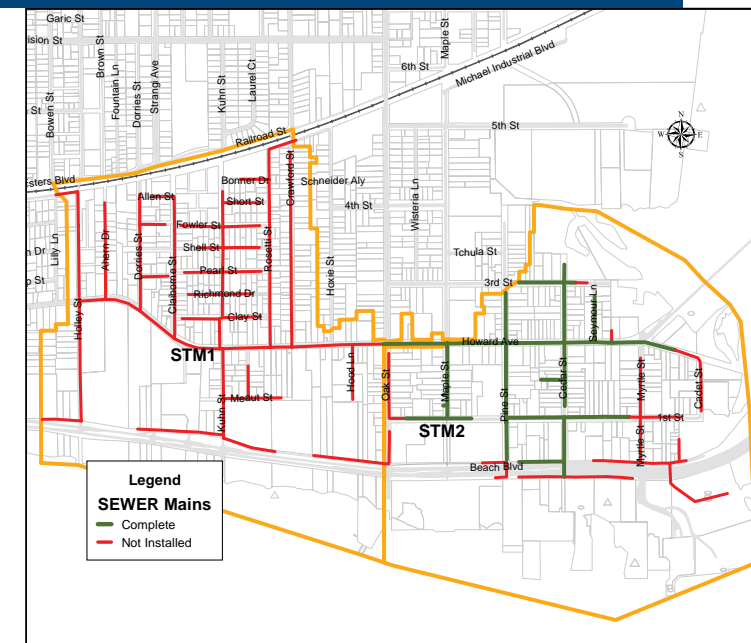 Garic St
ision St
Brown St
Fountain Ln
Dorries St
Strangi Ave
Kuhn St
Laurel Ct
Maple St
Michael Industrial Blvd
6th St
St
Bowen St
Railroad St
5th St
N
W E
S
sters Blvd
Bonner Dr
Crawford St
Schneider Aly
Allen St
Short St
4th St
Wisteria Ln
Fowler St
Lilly Ln
Ahern Dr
Dorries St
Shell St
Rosetti St
Hoxie St
Tchula St
n Dr
Claiborne St
Pearl St
3rd St
Seymour Ln
p St
Richmond Dr
Holley St
Clay St
Howard Ave
STM1
Hood Ln
Oak St
Maple St
Pine St
Cedar St
Myrtle St
Cadet St
Meaut St
Kuhn St
1st St
STM2
Myrtle St
Beach Blvd
Legend
SEWER Mains
Complete
Not Installed